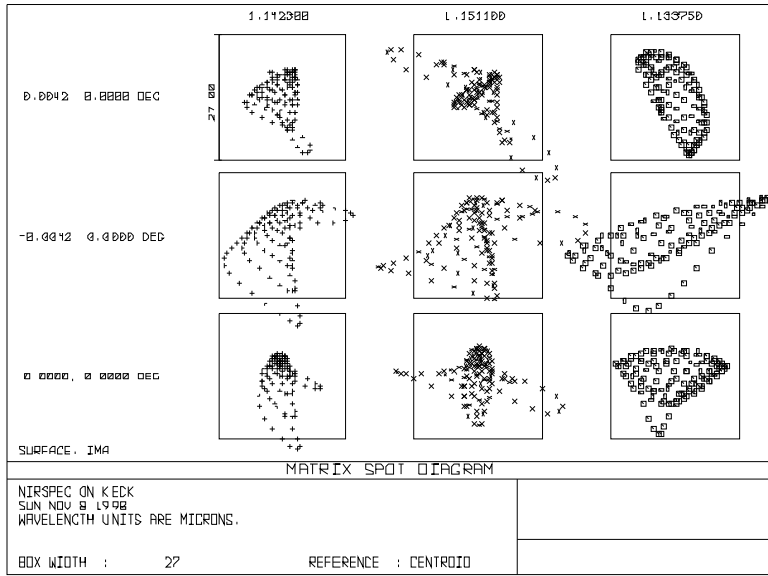 1.142300 1.151100 1.133750
0.0042 0.0000 DEG
27.00
-0.0042 0.0000 DEG
0.0000, 0.0000 DEG
SURFACE. IMA
MATRIX SPOT DIAGRAM
NIRSPEC ON KECK
SUN NOV 8 1998
WAVELENGTH UNITS ARE MICRONS.
BOX WIDTH : 27 REFERENCE : CENTROID